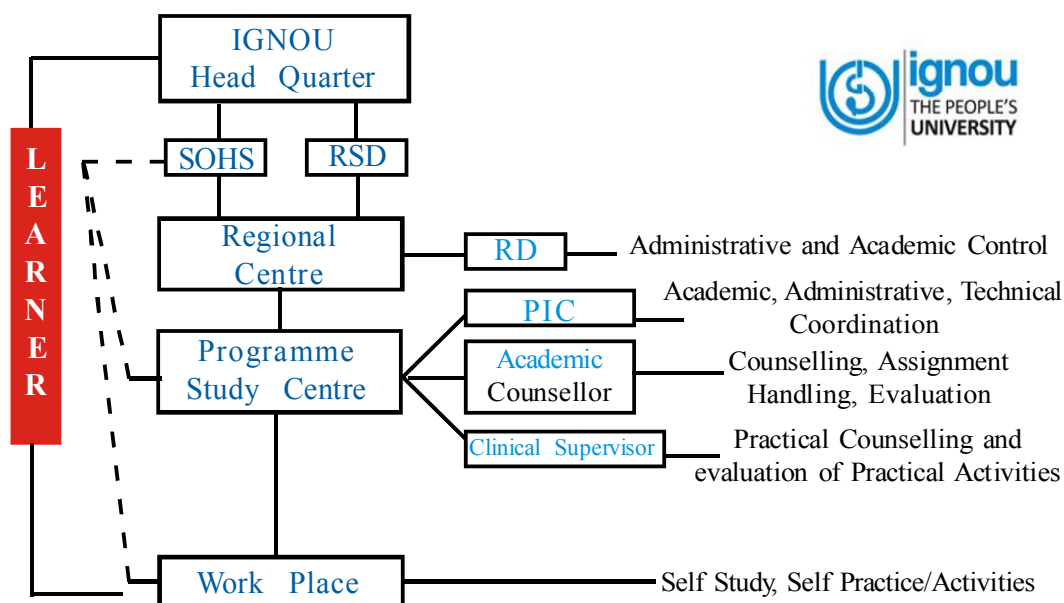 IGNOU
Head Quarter
ignou
THE PEOPLE'S
UNIVERSITY
LEARNER
SOHS
RSD
Regional
Centre
RD
Administrative and Academic Control
PIC
Academic, Administrative, Technical
Coordination
Programme
Study Centre
Academic
Counsellor
Counselling, Assignment
Handling, Evaluation
Clinical Supervisor
Practical Counselling and
evaluation of Practical Activities
Work Place
Self Study, Self Practice/Activities